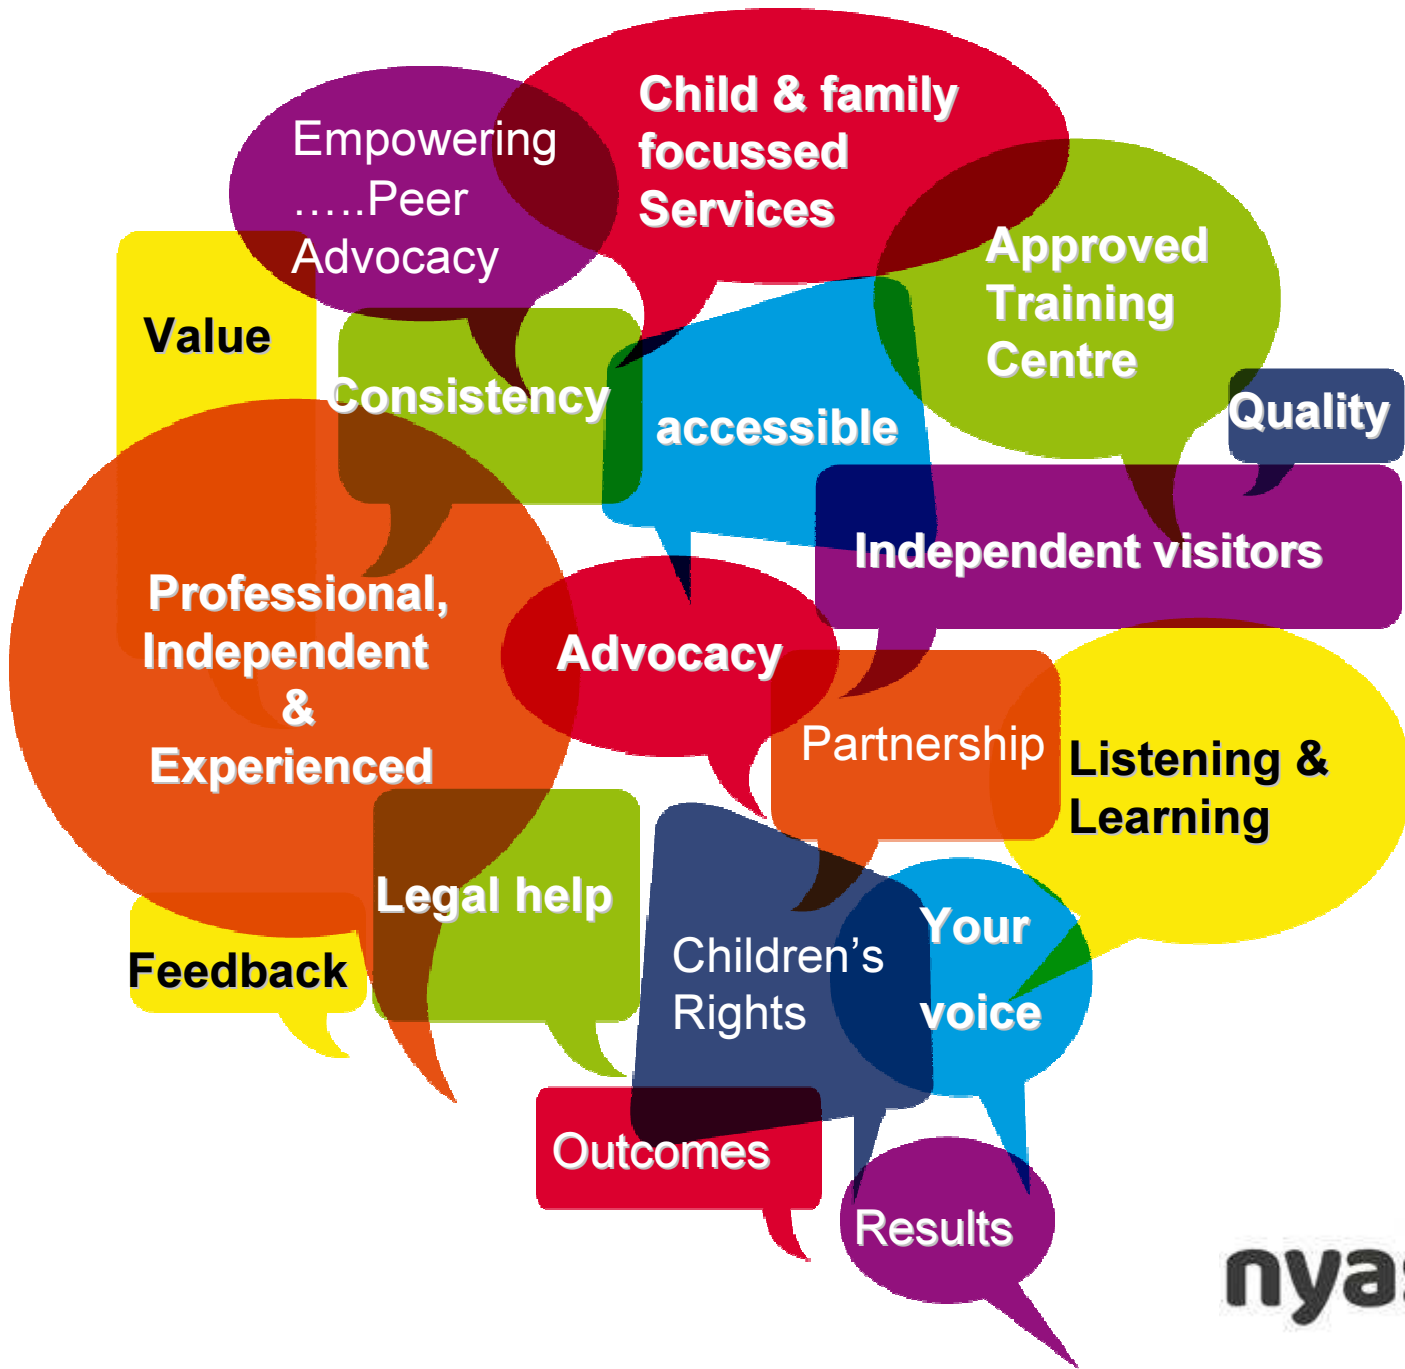 Child & family
focussed
Services
Empowering
…..Peer
Advocacy
Approved
Training
Centre
Value
Consistency
accessible
Quality
Independent visitors
Professional,
Independent
&
Experienced
Advocacy
Partnership
Listening &
Learning
Legal help
Your
voice
Children’s
Rights
Feedback
Outcomes
Results